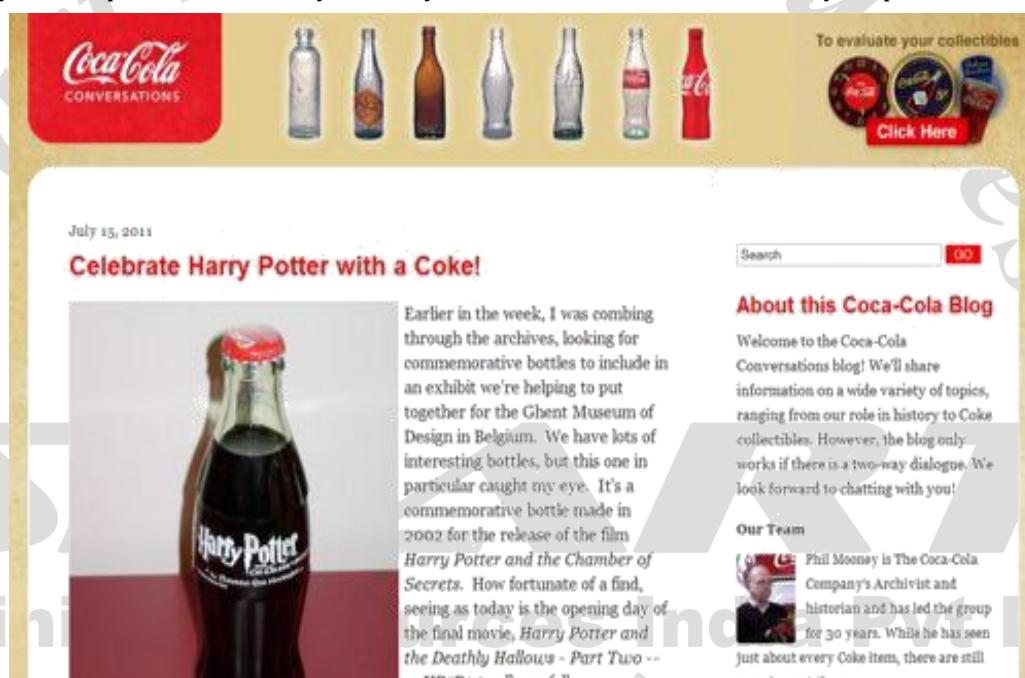 Coca-Cola
CONVERSATIONS
To evaluate your collectibles
Click Here
July 15, 2011
Celebrate Harry Potter with a Coke!
Earlier in the week, I was combing
through the archives, looking for
commemorative bottles to include in
an exhibit we're helping to put
together for the Ghent Museum of
Design in Belgium. We have lots of
interesting bottles, but this one in
particular caught my eye. It's a
commemorative bottle made in
2002 for the release of the film
Harry Potter and the Chamber of
Secrets. How fortunate of a find,
seeing as today is the opening day of
the final movie, Harry Potter and
the Deathly Hallows - Part Two --
Harry Potter
Search
GO
About this Coca-Cola Blog
Welcome to the Coca-Cola
Conversations blog! We'll share
information on a wide variety of topics,
ranging from our role in history to Coke
collectibles. However, the blog only
works if there is a two-way dialogue. We
look forward to chatting with you!
Our Team
Phil Mooney is The Coca-Cola
Company's Archivist and
historian and has led the group
for 30 years. While he has seen
just about every Coke item, there are still